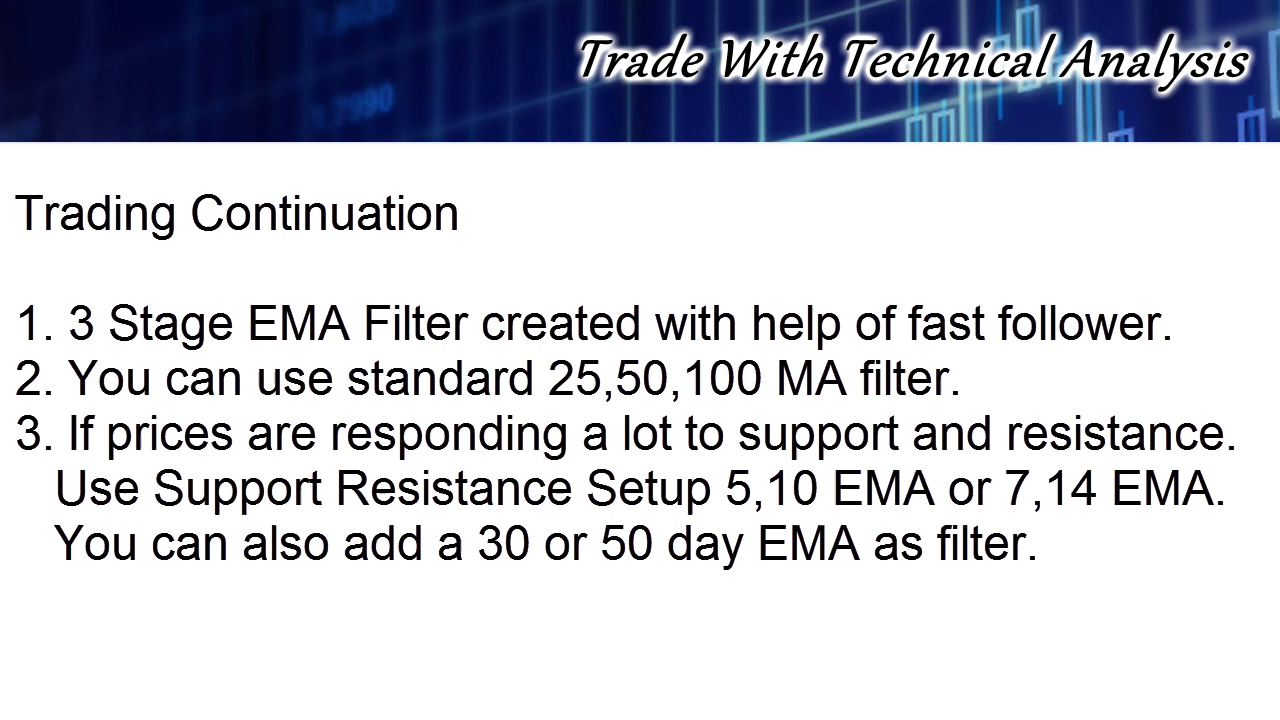 Trade With Technical Analysis
Trading Continuation
1. 3 Stage EMA Filter created with help of fast follower.
2. You can use standard 25,50,100 MA filter.
3. If prices are responding a lot to support and resistance.
Use Support Resistance Setup 5,10 EMA or 7,14 EMA.
You can also add a 30 or 50 day EMA as filter.